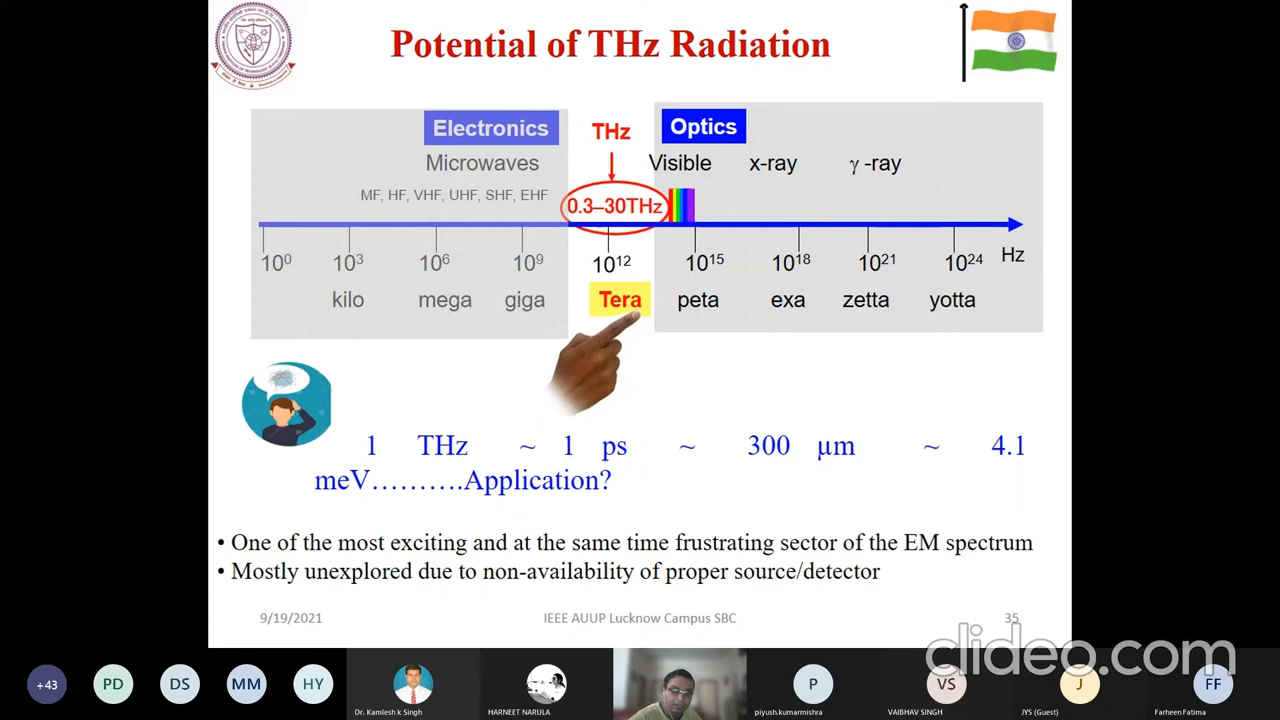 Potential of THz Radiation
Electronics
THz
Optics
Microwaves
Visible
x-ray
γ -ray
MF, HF, VHF, UHF, SHF, EHF
0.3–30THz
10⁰
10³
10⁶
10⁹
10¹²
10¹⁵
10¹⁸
10²¹
10²⁴
Hz
kilo
mega
giga
Tera
peta
exa
zetta
yotta
1 THz ~ 1 ps ~ 300 µm ~ 4.1
meV……….Application?
• One of the most exciting and at the same time frustrating sector of the EM spectrum
• Mostly unexplored due to non-availability of proper source/detector
9/19/2021
IEEE AUUP Lucknow Campus SBC
35
clideo.com
+43
PD
DS
MM
HY
P
VS
J
FF
Dr. Kamlesh k Singh
HARNEET NARULA
piyush.kumarmishra
VAIBHAV SINGH
JYS (Guest)
Farheen Fatima